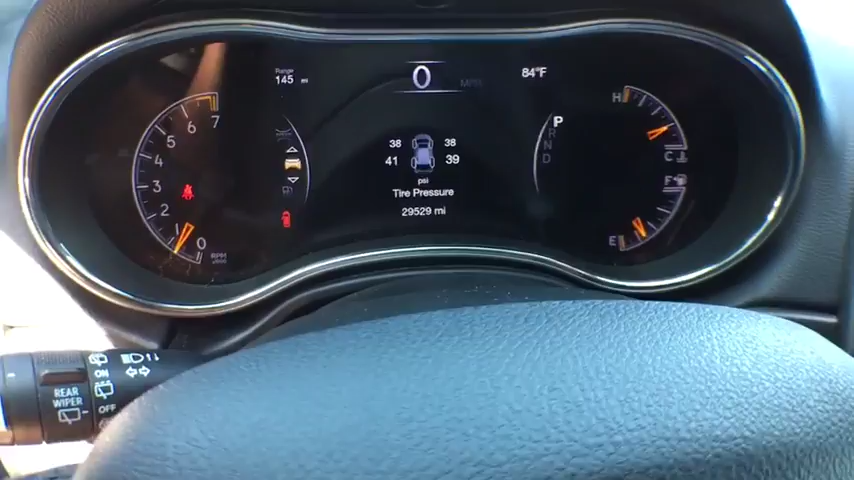 Range
145 mi
0 MPH
84°F
7
6
5
4
3
2
1
0
RPM
38 38
41 39
psi
Tire Pressure
29529 mi
P
R
N
D
H
C
F
E
ON
REAR
WIPER
OFF